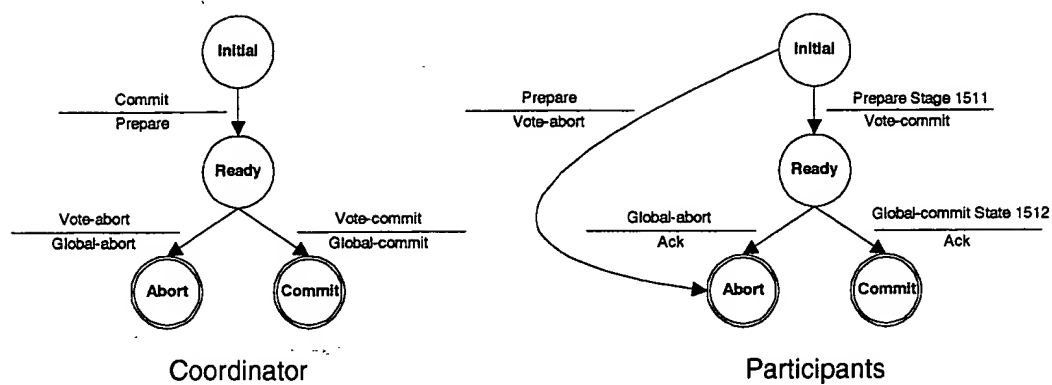 Initial
Commit
Prepare
Ready
Vote-abort
Global-abort
Vote-commit
Global-commit
Abort
Commit
Coordinator
Initial
Prepare
Vote-abort
Prepare Stage 1511
Vote-commit
Ready
Global-abort
Ack
Global-commit State 1512
Ack
Abort
Commit
Participants